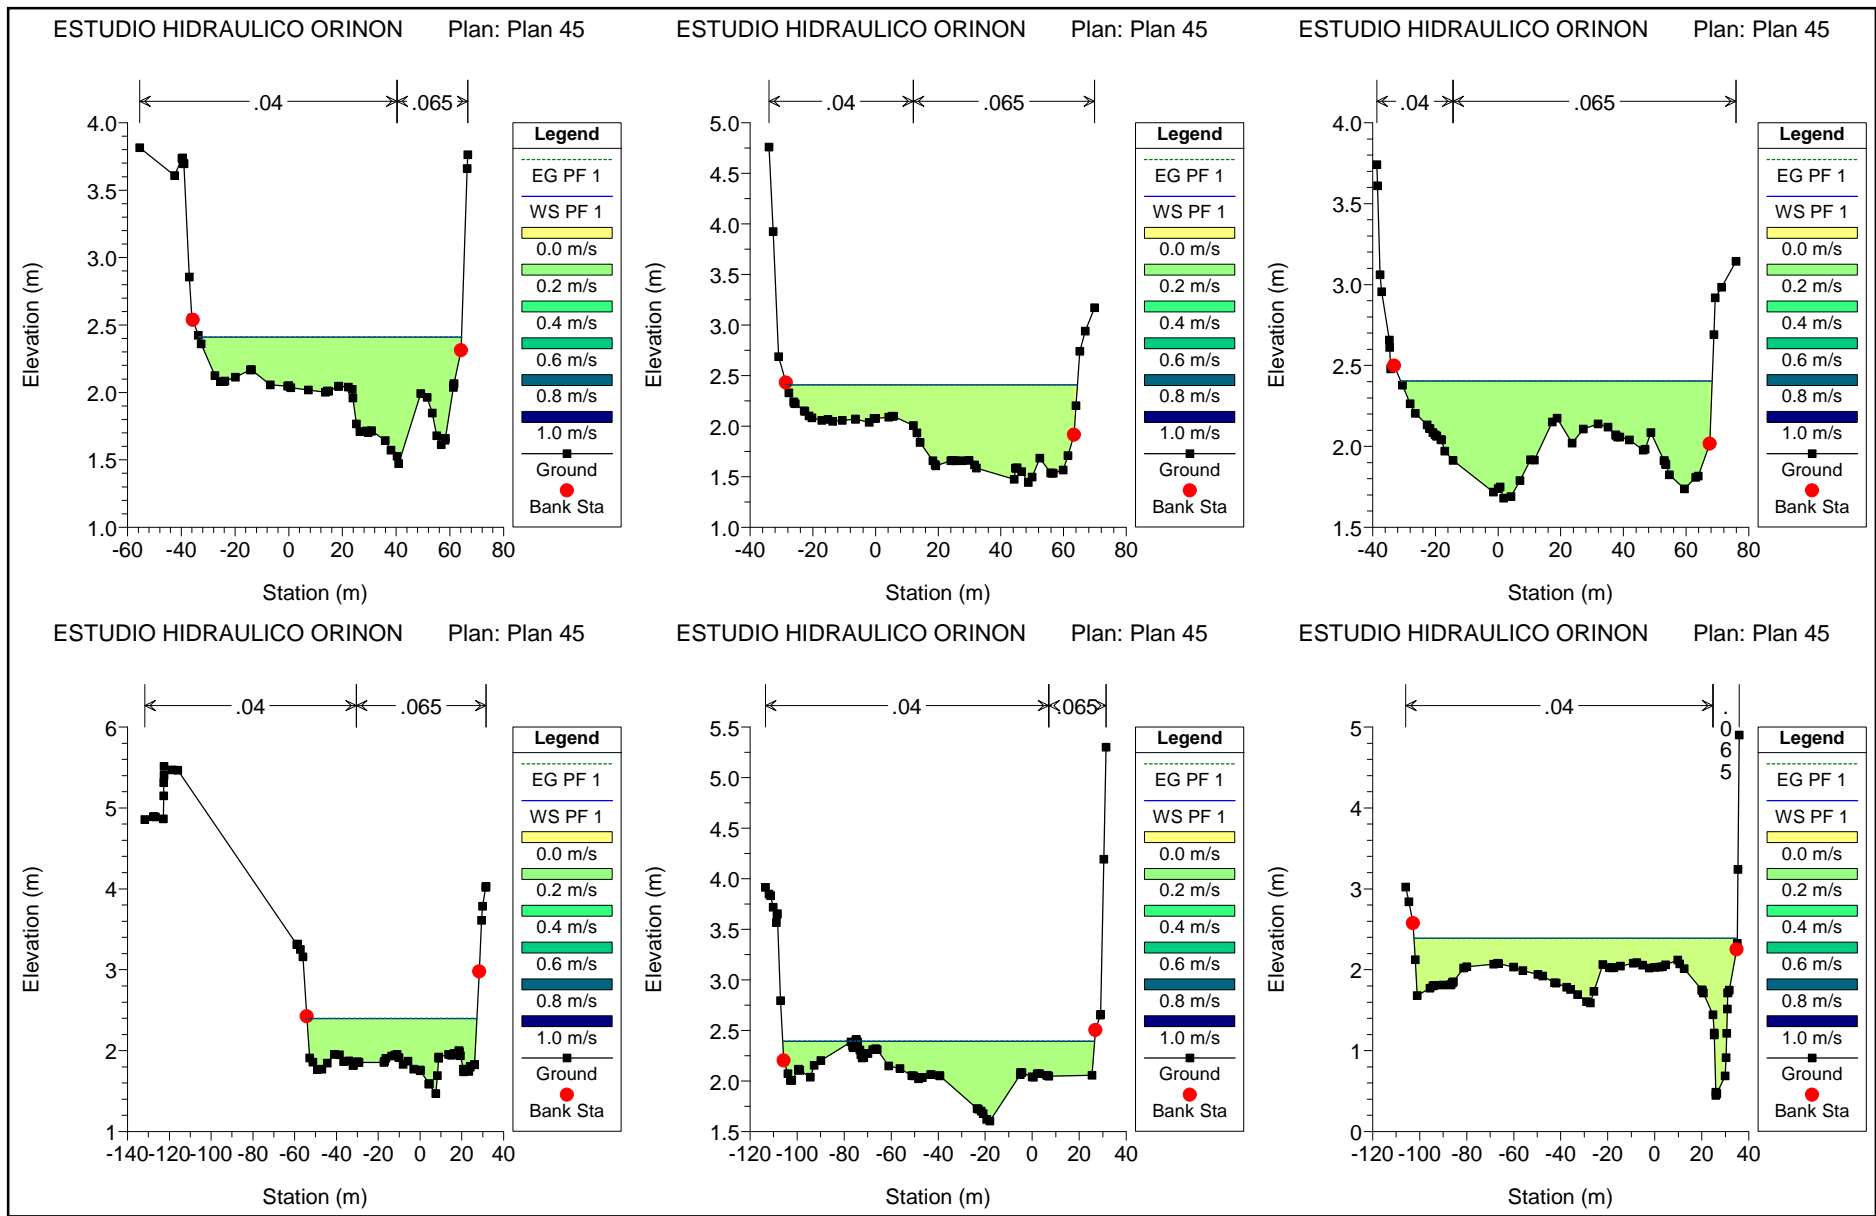 ESTUDIO HIDRAULICO ORINON Plan: Plan 45
.04 .065
Elevation (m)
4.0
3.5
3.0
2.5
2.0
1.5
1.0
-60 -40 -20 0 20 40 60 80
Station (m)
Legend
EG PF 1
WS PF 1
0.0 m/s
0.2 m/s
0.4 m/s
0.6 m/s
0.8 m/s
1.0 m/s
Ground
Bank Sta
ESTUDIO HIDRAULICO ORINON Plan: Plan 45
.04 .065
Elevation (m)
5.0
4.5
4.0
3.5
3.0
2.5
2.0
1.5
1.0
-40 -20 0 20 40 60 80
Station (m)
Legend
EG PF 1
WS PF 1
0.0 m/s
0.2 m/s
0.4 m/s
0.6 m/s
0.8 m/s
1.0 m/s
Ground
Bank Sta
ESTUDIO HIDRAULICO ORINON Plan: Plan 45
.04 .065
Elevation (m)
4.0
3.5
3.0
2.5
2.0
1.5
-40 -20 0 20 40 60 80
Station (m)
Legend
EG PF 1
WS PF 1
0.0 m/s
0.2 m/s
0.4 m/s
0.6 m/s
0.8 m/s
1.0 m/s
Ground
Bank Sta
ESTUDIO HIDRAULICO ORINON Plan: Plan 45
.04 .065
Elevation (m)
6
5
4
3
2
1
-140 -120 -100 -80 -60 -40 -20 0 20 40
Station (m)
Legend
EG PF 1
WS PF 1
0.0 m/s
0.2 m/s
0.4 m/s
0.6 m/s
0.8 m/s
1.0 m/s
Ground
Bank Sta
ESTUDIO HIDRAULICO ORINON Plan: Plan 45
.04 .065
Elevation (m)
5.5
5.0
4.5
4.0
3.5
3.0
2.5
2.0
1.5
-120 -100 -80 -60 -40 -20 0 20 40
Station (m)
Legend
EG PF 1
WS PF 1
0.0 m/s
0.2 m/s
0.4 m/s
0.6 m/s
0.8 m/s
1.0 m/s
Ground
Bank Sta
ESTUDIO HIDRAULICO ORINON Plan: Plan 45
.04 .
0
6
5
Elevation (m)
5
4
3
2
1
0
-120 -100 -80 -60 -40 -20 0 20 40
Station (m)
Legend
EG PF 1
WS PF 1
0.0 m/s
0.2 m/s
0.4 m/s
0.6 m/s
0.8 m/s
1.0 m/s
Ground
Bank Sta